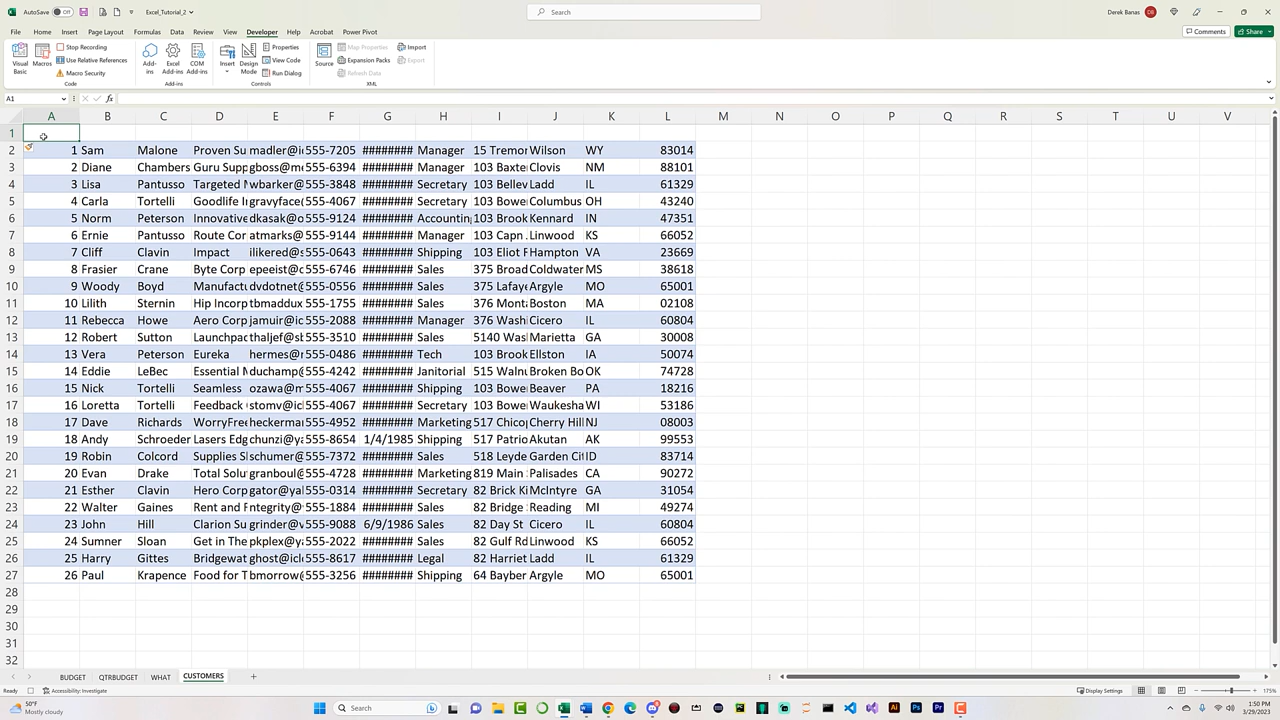 AutoSave Off Excel_Tutorial_2 Search Derek Banas DB
File Home Insert Page Layout Formulas Data Review View Developer Help Acrobat Power Pivot Comments Share
Visual Basic Macros Stop Recording Use Relative References Macro Security Add-ins Excel Add-ins COM Add-ins Insert Design Mode Properties View Code Run Dialog Source Map Properties Expansion Packs Refresh Data Import Export
Code Add-ins Controls XML
A1 fx
A B C D E F G H I J K L M N O P Q R S T U V
1
2 1 Sam Malone Proven Su madler@i 555-7205 ######## Manager 15 Tremor Wilson WY 83014
3 2 Diane Chambers Guru Supp gboss@m 555-6394 ######## Manager 103 Baxte Clovis NM 88101
4 3 Lisa Pantusso Targeted M wbarker@ 555-3848 ######## Secretary 103 Bellev Ladd IL 61329
5 4 Carla Tortelli Goodlife I gravyface 555-4067 ######## Secretary 103 Bowe Columbus OH 43240
6 5 Norm Peterson Innovative dkasak@o 555-9124 ######## Accounting 103 Brook Kennard IN 47351
7 6 Ernie Pantusso Route Cor atmarks@ 555-9144 ######## Manager 103 Capn Linwood KS 66052
8 7 Cliff Clavin Impact ilikered@s 555-0643 ######## Shipping 103 Eliot F Hampton VA 23669
9 8 Frasier Crane Byte Corp epeeist@c 555-6746 ######## Sales 375 Broad Coldwater MS 38618
10 9 Woody Boyd Manufact dvdotnet@ 555-0556 ######## Sales 375 Lafaye Argyle MO 65001
11 10 Lilith Sternin Hip Incorp tbmaddux 555-1755 ######## Sales 376 Mont Boston MA 02108
12 11 Rebecca Howe Aero Corp jamuir@ic 555-2088 ######## Manager 376 Wash Cicero IL 60804
13 12 Robert Sutton Launchpad thaljef@sb 555-3510 ######## Sales 5140 Was Marietta GA 30008
14 13 Vera Peterson Eureka hermes@ 555-0486 ######## Tech 103 Brook Ellston IA 50074
15 14 Eddie LeBec Essential M duchamp@ 555-4242 ######## Janitorial 515 Walnu Broken Bo OK 74728
16 15 Nick Tortelli Seamless ozawa@m 555-4067 ######## Shipping 103 Bowe Beaver PA 18216
17 16 Loretta Tortelli Feedback stomv@ic 555-4067 ######## Secretary 103 Bowe Waukesha WI 53186
18 17 Dave Richards WorryFree heckerman 555-4952 ######## Marketing 517 Chico Cherry Hill NJ 08003
19 18 Andy Schroeder Lasers Edg chunzi@ya 555-8654 1/4/1985 Shipping 517 Patrio Akutan AK 99553
20 19 Robin Colcord Supplies S schumer@ 555-7372 ######## Sales 518 Leyde Garden Cit ID 83714
21 20 Evan Drake Total Solu granboul@ 555-4728 ######## Marketing 819 Main Palisades CA 90272
22 21 Esther Clavin Hero Corp gator@yal 555-0314 ######## Secretary 82 Brick Ki McIntyre GA 31054
23 22 Walter Gaines Rent and F ntegrity@ 555-1884 ######## Sales 82 Bridge Reading MI 49274
24 23 John Hill Clarion Su grinder@v 555-9088 6/9/1986 Sales 82 Day St Cicero IL 60804
25 24 Sumner Sloan Get in The pkplex@y 555-2022 ######## Sales 82 Gulf Rd Linwood KS 66052
26 25 Harry Gittes Bridgewat ghost@icl 555-8617 ######## Legal 82 Harriet Ladd IL 61329
27 26 Paul Krapence Food for T bmorrow@ 555-3256 ######## Shipping 64 Bayber Argyle MO 65001
28
29
30
31
32
BUDGET QTRBUDGET WHAT CUSTOMERS
Ready Accessibility: Investigate Display Settings 175%
50°F
Mostly cloudy
Search
1:50 PM
3/29/2023